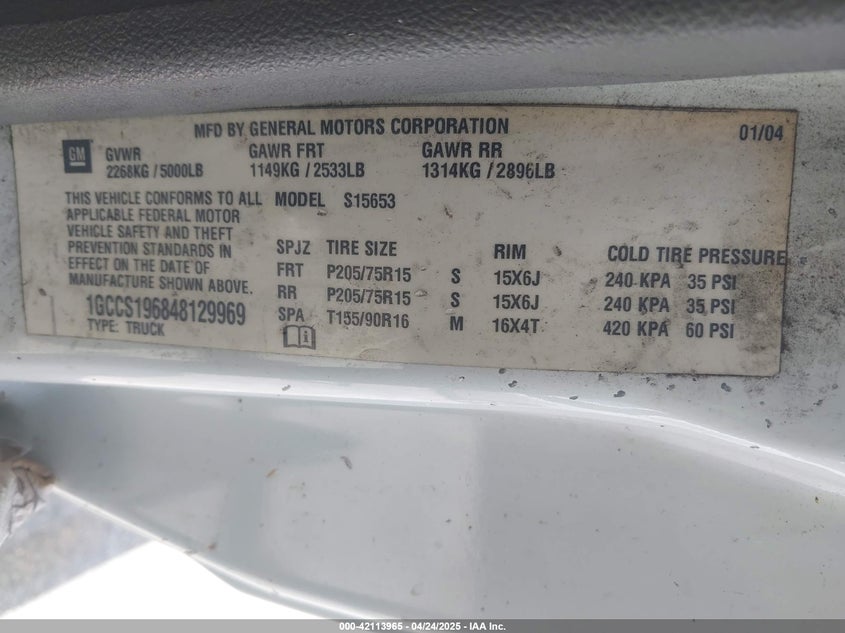 MFD BY GENERAL MOTORS CORPORATION 01/04
GM GVWR GAWR FRT GAWR RR
2268KG / 5000LB 1149KG / 2533LB 1314KG / 2896LB
THIS VEHICLE CONFORMS TO ALL
APPLICABLE FEDERAL MOTOR
VEHICLE SAFETY AND THEFT
PREVENTION STANDARDS IN
EFFECT ON THE DATE OF
MANUFACTURE SHOWN ABOVE.
1GCCS196848129969
TYPE: TRUCK
MODEL S15653
SPJZ TIRE SIZE RIM COLD TIRE PRESSURE
FRT P205/75R15 S 15X6J 240 KPA 35 PSI
RR P205/75R15 S 15X6J 240 KPA 35 PSI
SPA T155/90R16 M 16X4T 420 KPA 60 PSI
000-42113965 - 04/24/2025 - IAA Inc.